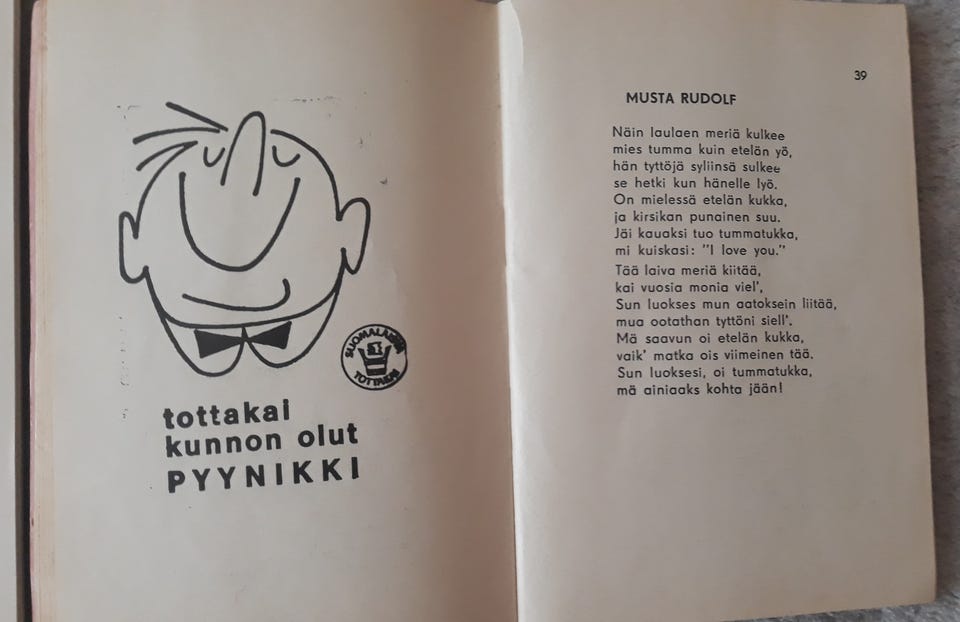 SUOMALAISTA
TOTTAKAI
tottakai
kunnon olut
PYYNIKKI
39
MUSTA RUDOLF
Näin laulaen meriä kulkee
mies tumma kuin etelän yö,
hän tyttöjä syliinsä sulkee
se hetki kun hänelle lyö.
On mielessä etelän kukka,
ja kirsikan punainen suu.
Jäi kauaksi tuo tummatukka,
mi kuiskasi: "I love you."
Tää laiva meriä kiitää,
kai vuosia monia viel',
Sun luokses mun aatoksein liitää,
mua ootathan tyttöni siell'.
Mä saavun oi etelän kukka,
vaik' matka ois viimeinen tää.
Sun luoksesi, oi tummatukka,
mä ainiaaks kohta jään!